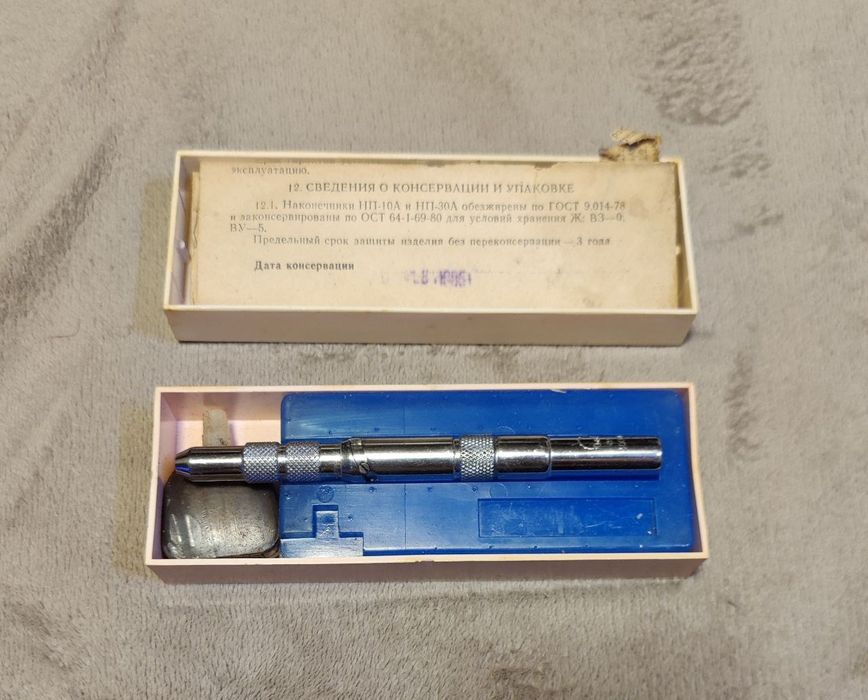 эксплуатацию.
12. СВЕДЕНИЯ О КОНСЕРВАЦИИ И УПАКОВКЕ
12.1. Наконечники НП-10А и НП-30А обезжирены по ГОСТ 9.014-78
и законсервированы по ОСТ 64-1-69-80 для условий хранения Ж: ВЗ—0,
ВУ—5.
Предельный срок защиты изделия без переконсервации — 3 года
Дата консервации